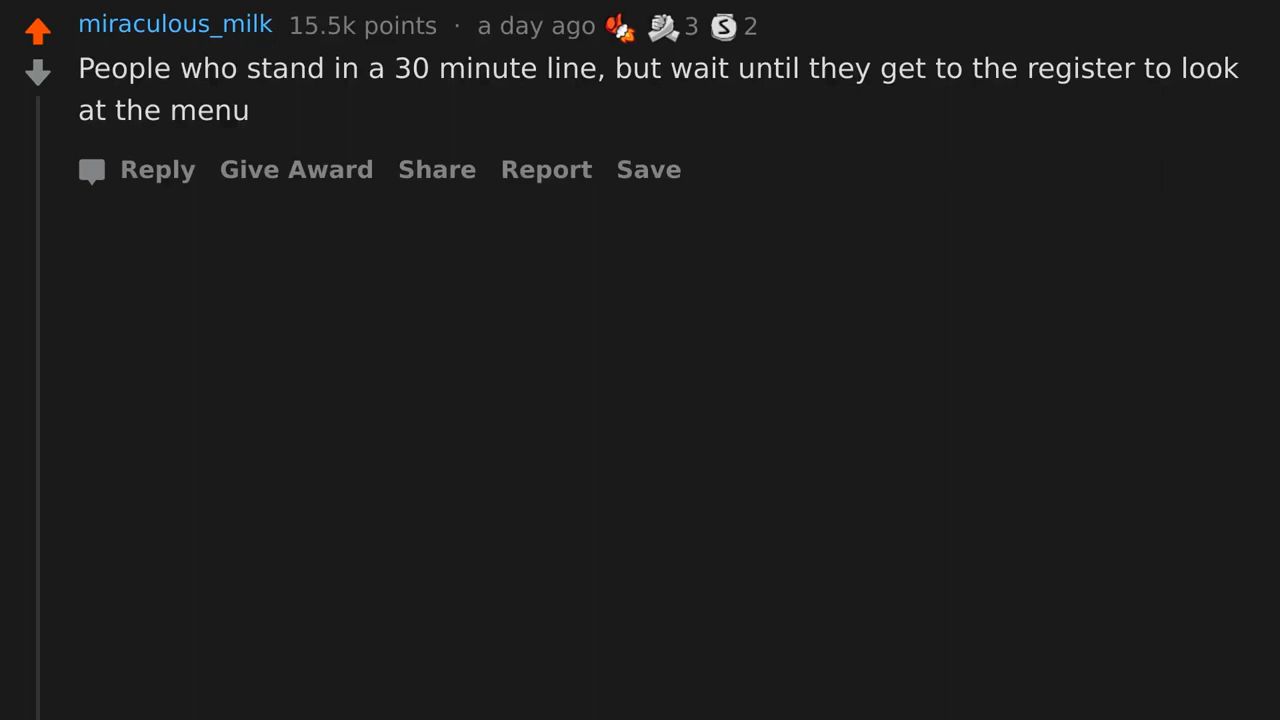 miraculous_milk 15.5k points · a day ago 3 S 2
People who stand in a 30 minute line, but wait until they get to the register to look
at the menu
Reply Give Award Share Report Save